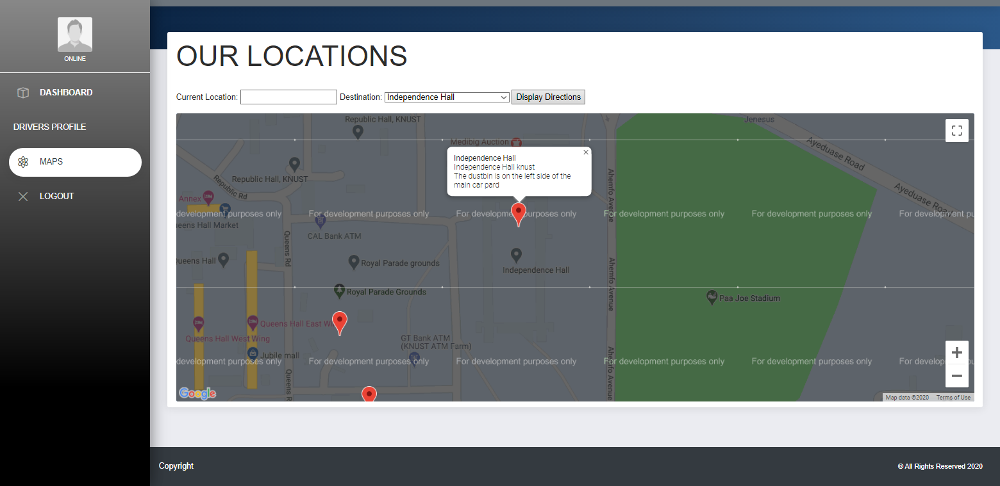 ONLINE
DASHBOARD
DRIVERS PROFILE
MAPS
LOGOUT
OUR LOCATIONS
Current Location:
Destination: Independence Hall
Display Directions
Republic Hall, KNUST
Jenesus
Medibig Auction
Ayeduase Road
Independence Hall
Independence Hall knust
The dustbin is on the left side of the
main car pard
Republic Hall, KNUST
Republic Rd
Ahemfo Avenue
Ayeduase Road
Annex
development purposes only
For development purposes only
For development purposes only
For development purposes only
For development purposes only
For development pu
ueens Hall Market
CAL Bank ATM
Queens Rd
Queens Hall
Royal Parade grounds
Independence Hall
Ahemfo Avenue
Royal Parade Grounds
Paa Joe Stadium
Queens Hall East Wi
Queens Hall West Wing
GT Bank ATM
(KNUST ATM Farm)
Jubile mall
Ahemfo Avenue
development purposes only
For development purposes only
For development purposes only
For development purposes only
For development purposes only
For dev
pu
Queens R
Google
Map data ©2020
Terms of Use
Copyright
© All Rights Reserved 2020